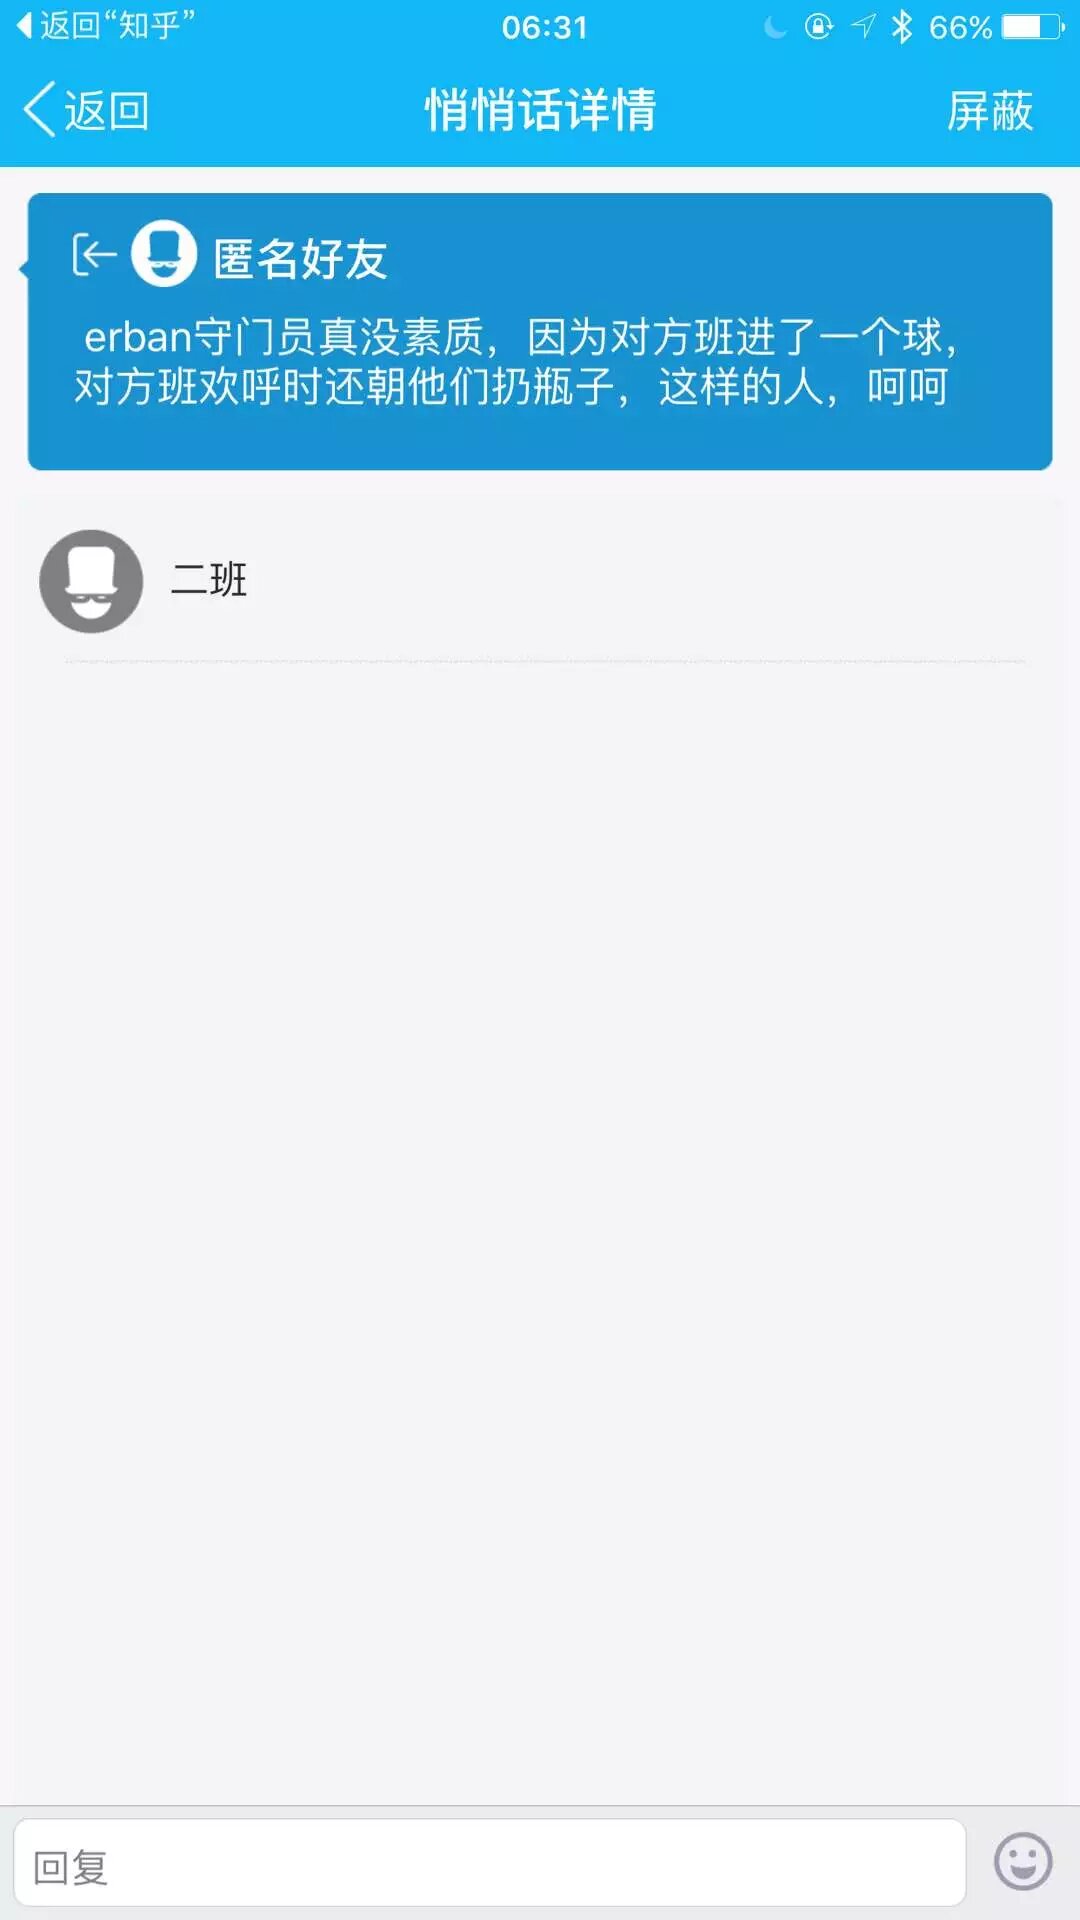 返回“知乎”
06:31
66%
返回
悄悄话详情
屏蔽
匿名好友
erban守门员真没素质，因为对方班进了一个球，
对方班欢呼时还朝他们扔瓶子，这样的人，呵呵
二班
回复